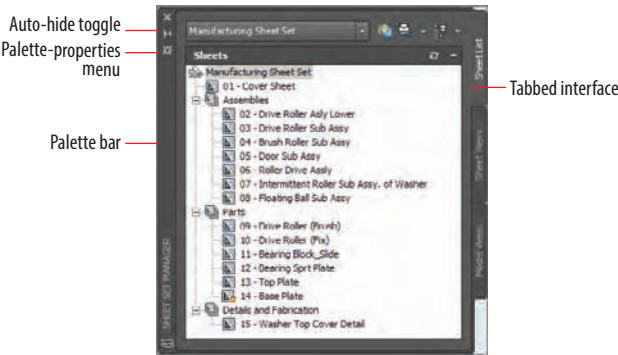 Auto-hide toggle
Palette-properties
menu
Palette bar
Tabbed interface
Manufacturing Sheet Set
Sheets
Manufacturing Sheet Set
01 - Cover Sheet
Assemblies
02 - Drive Roller Asly Lower
03 - Drive Roller Sub Assy
04 - Brush Roller Sub Assy
05 - Door Sub Assy
06 - Roller Drive Assly
07 - Intermittent Roller Sub Assy. of Washer
08 - Floating Ball Sub Assy
Parts
09 - Drive Roller (Brush)
10 - Drive Roller (Pix)
11 - Bearing Block_Slide
12 - Bearing Sprt Plate
13 - Top Plate
14 - Base Plate
Details and Fabrication
15 - Washer Top Cover Detail
Sheet List
Sheet Views
Model Views
SHEET SET MANAGER